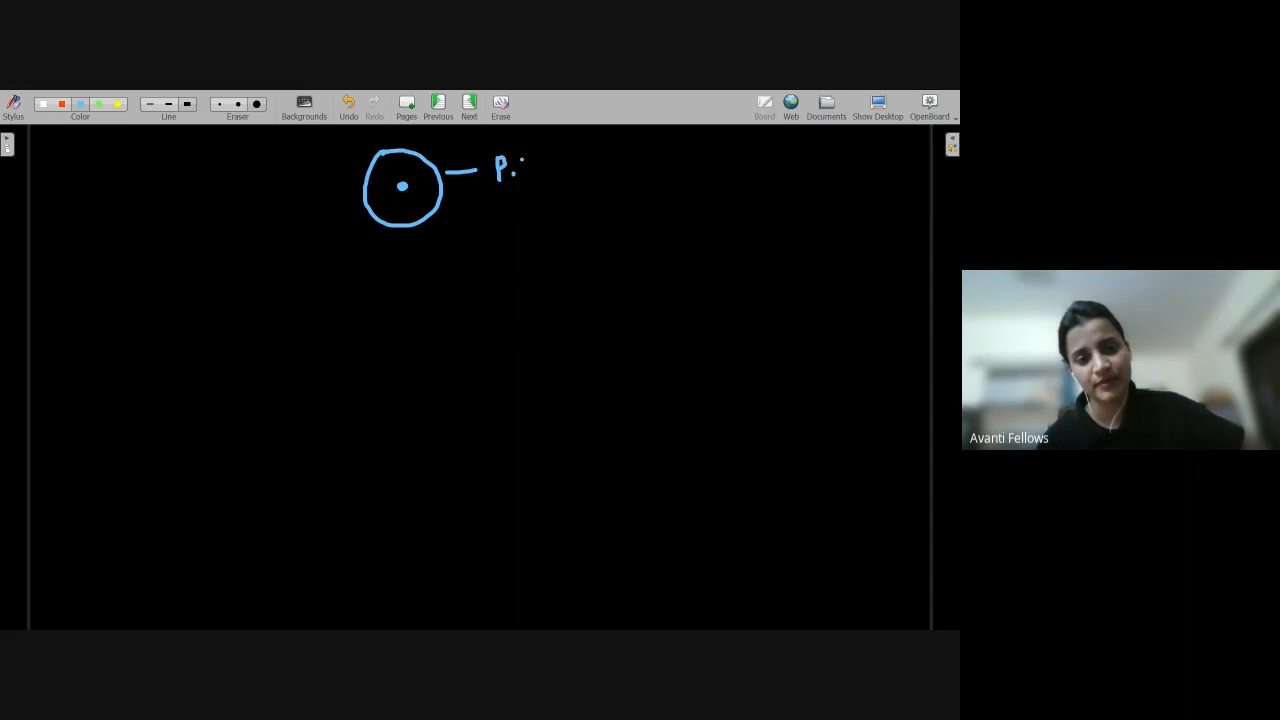 Stylus Color Line Eraser Backgrounds Undo Redo Pages Previous Next Erase Board Web Documents Show Desktop OpenBoard
P.
Avanti Fellows